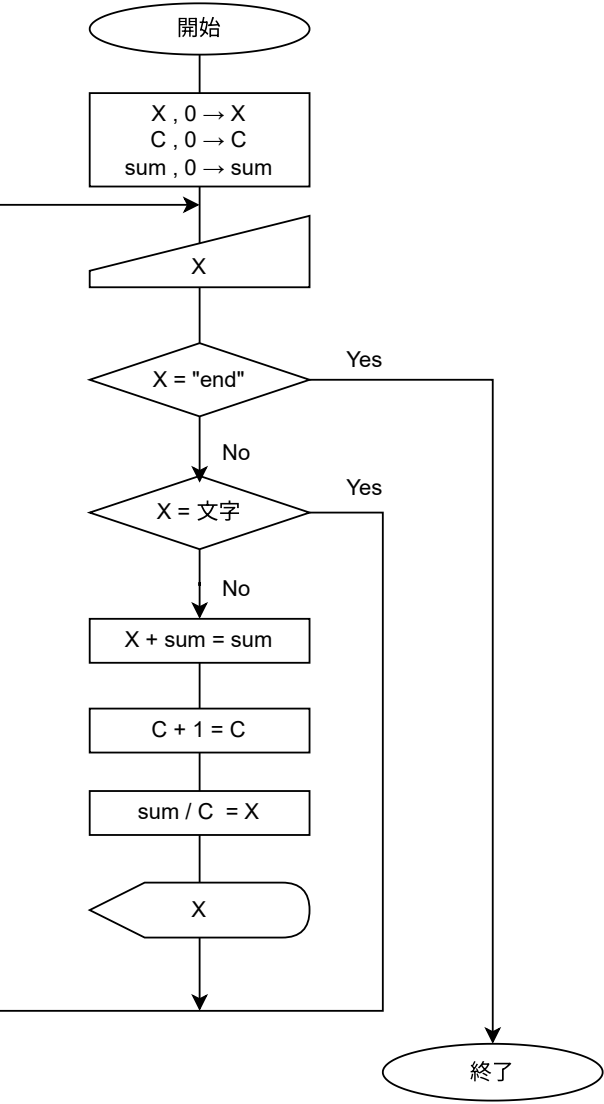 開始
X , 0 → X
C , 0 → C
sum , 0 → sum
X
X = "end"
Yes
No
X = 文字
Yes
No
X + sum = sum
C + 1 = C
sum / C  = X
X
終了